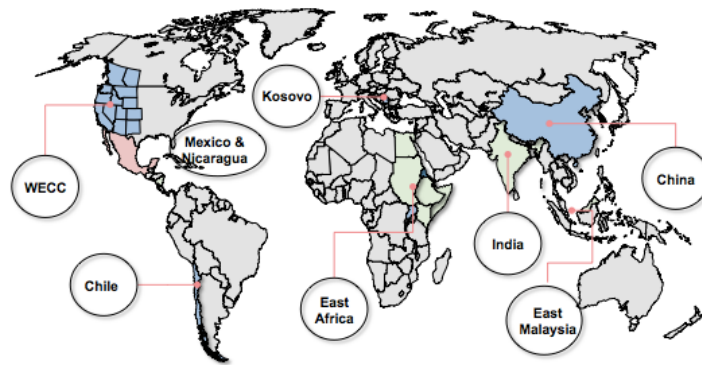 Kosovo
Mexico &
Nicaragua
WECC
China
India
Chile
East
Africa
East
Malaysia